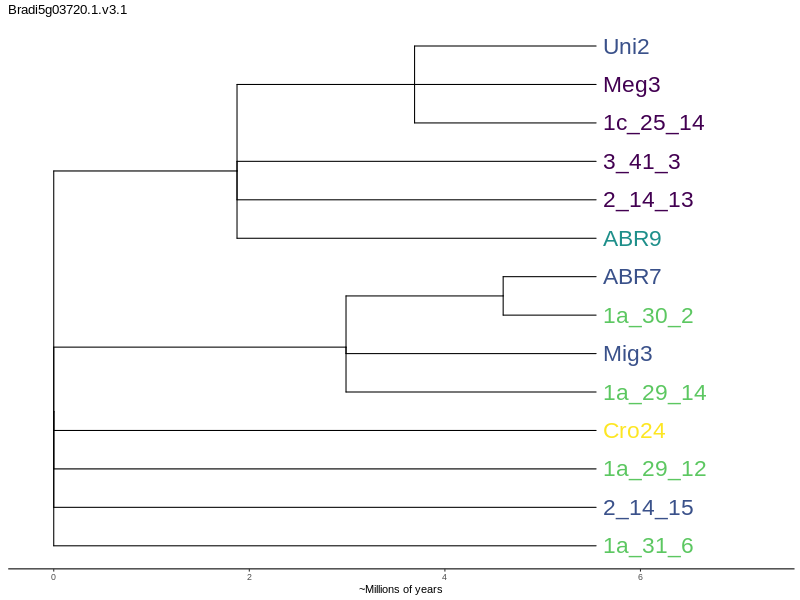 Bradi5g03720.1.v3.1
Uni2
Meg3
1c_25_14
3_41_3
2_14_13
ABR9
ABR7
1a_30_2
Mig3
1a_29_14
Cro24
1a_29_12
2_14_15
1a_31_6
0 2 4 6
~Millions of years